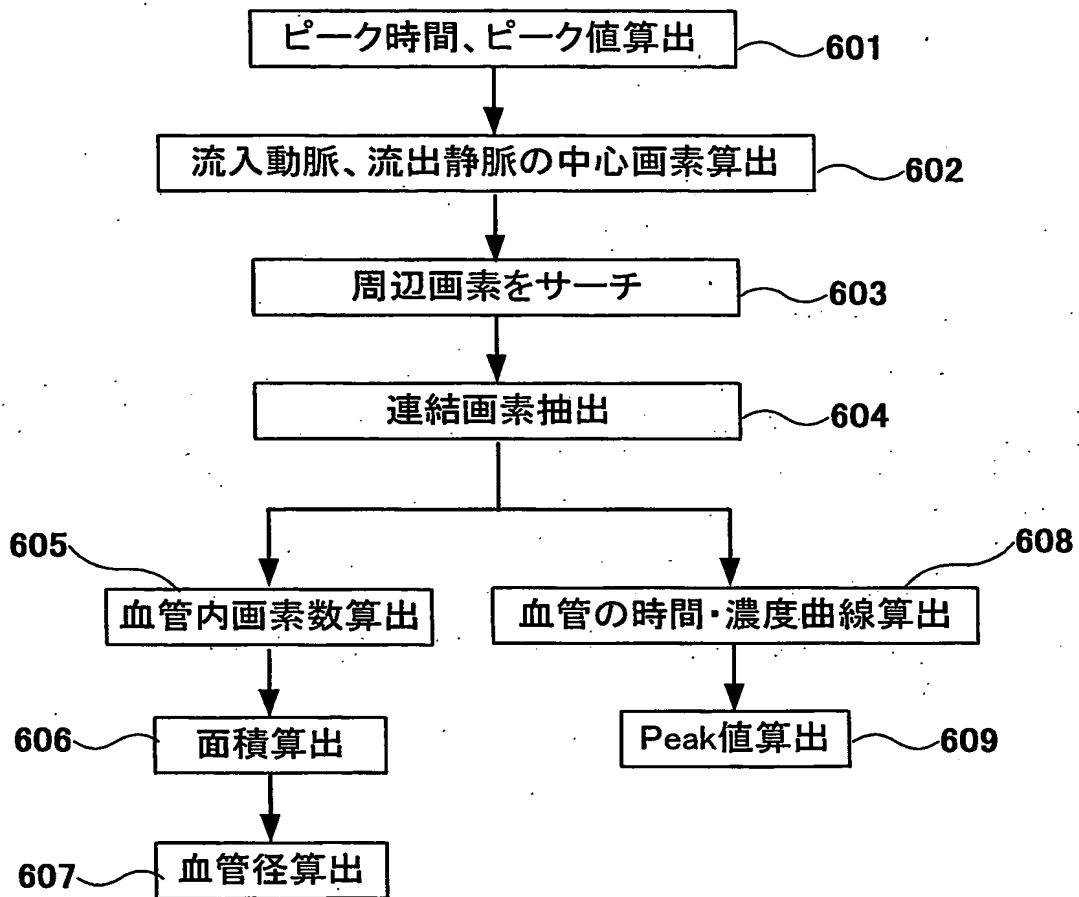 ピーク時間、ピーク値算出
601
流入動脈、流出静脈の中心画素算出
602
周辺画素をサーチ
603
連結画素抽出
604
605
血管内画素数算出
606
面積算出
607
血管径算出
608
血管の時間・濃度曲線算出
Peak値算出
609